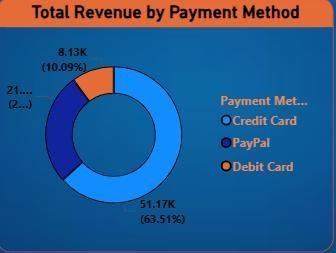 Total Revenue by Payment Method
8.13K
(10.09%)
21....
(2...)
Payment Met...
Credit Card
PayPal
Debit Card
51.17K
(63.51%)